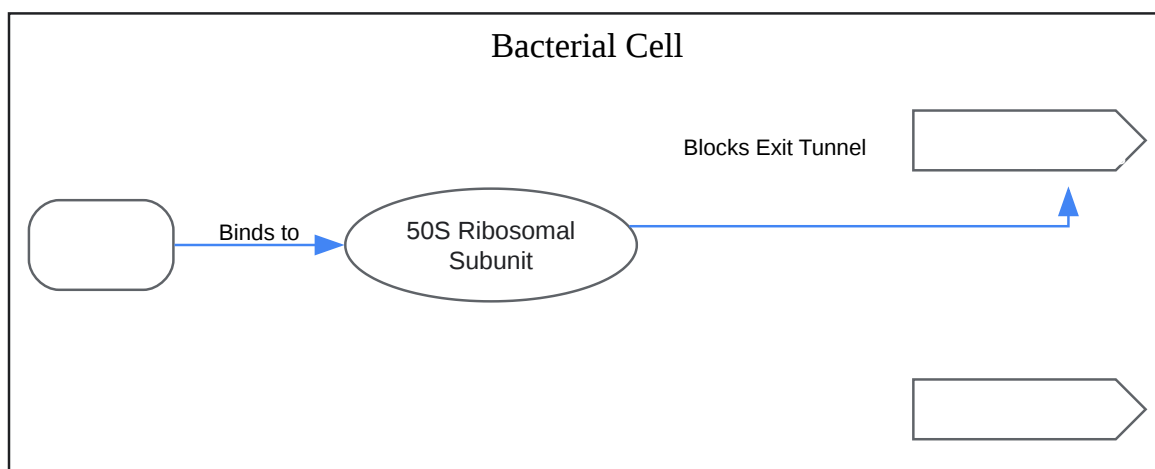 Bacterial Cell
Blocks Exit Tunnel
Binds to
50S Ribosomal
Subunit